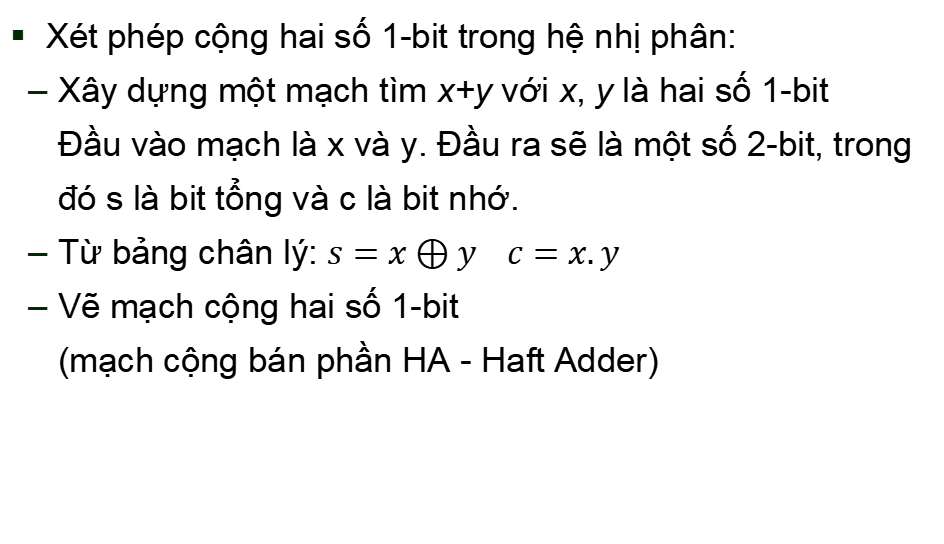 ▪ Xét phép cộng hai số 1-bit trong hệ nhị phân:
– Xây dựng một mạch tìm x+y với x, y là hai số 1-bit
Đầu vào mạch là x và y. Đầu ra sẽ là một số 2-bit, trong
đó s là bit tổng và c là bit nhớ.
– Từ bảng chân lý: 𝑠 = 𝑥 ⊕ 𝑦 𝑐 = 𝑥. 𝑦
– Vẽ mạch cộng hai số 1-bit
(mạch cộng bán phần HA - Haft Adder)